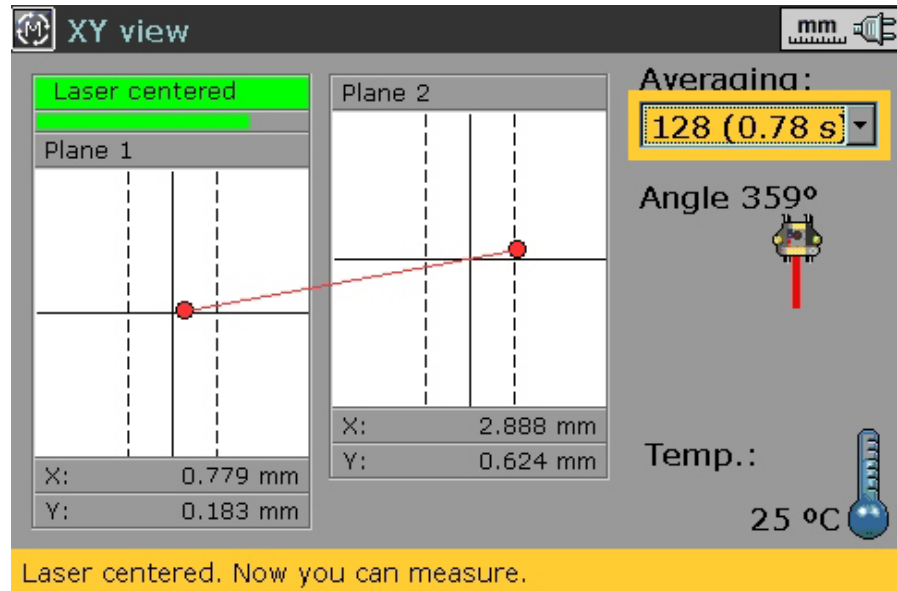 XY view
mm
Laser centered
Plane 1
X: 0.779 mm
Y: 0.183 mm
Plane 2
X: 2.888 mm
Y: 0.624 mm
Averaging:
128 (0.78 s)
Angle 359º
Temp.:
25 ºC
Laser centered. Now you can measure.